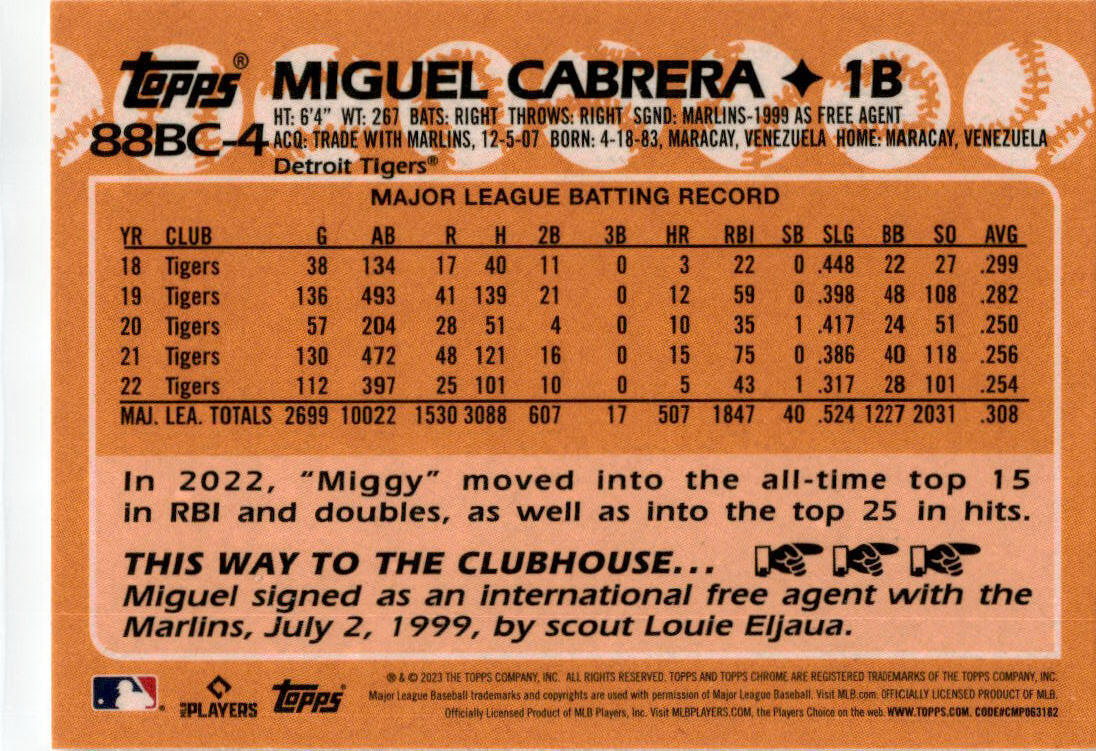 Topps® MIGUEL CABRERA ✦ 1B
88BC-4
HT: 6'4" WT: 267 BATS: RIGHT THROWS: RIGHT SGND: MARLINS-1999 AS FREE AGENT
ACQ: TRADE WITH MARLINS, 12-5-07 BORN: 4-18-83, MARACAY, VENEZUELA HOME: MARACAY, VENEZUELA
Detroit Tigers®
MAJOR LEAGUE BATTING RECORD
YR CLUB G AB R H 2B 3B HR RBI SB SLG BB SO AVG
18 Tigers 38 134 17 40 11 0 3 22 0 .448 22 27 .299
19 Tigers 136 493 41 139 21 0 12 59 0 .398 48 108 .282
20 Tigers 57 204 28 51 4 0 10 35 1 .417 24 51 .250
21 Tigers 130 472 48 121 16 0 15 75 0 .386 40 118 .256
22 Tigers 112 397 25 101 10 0 5 43 1 .317 28 101 .254
MAJ. LEA. TOTALS 2699 10022 1530 3088 607 17 507 1847 40 .524 1227 2031 .308
In 2022, "Miggy" moved into the all-time top 15
in RBI and doubles, as well as into the top 25 in hits.
THIS WAY TO THE CLUBHOUSE...
Miguel signed as an international free agent with the
Marlins, July 2, 1999, by scout Louie Eljaua.
® & © 2023 THE TOPPS COMPANY, INC. ALL RIGHTS RESERVED. TOPPS AND TOPPS CHROME ARE REGISTERED TRADEMARKS OF THE TOPPS COMPANY, INC.
Major League Baseball trademarks and copyrights are used with permission of Major League Baseball. Visit MLB.com. OFFICIALLY LICENSED PRODUCT OF MLB.
Officially Licensed Product of MLB Players, Inc. Visit MLBPLAYERS.COM, the Players Choice on the web. WWW.TOPPS.COM. CODE#CMP063182
MLB PLAYERS
Topps